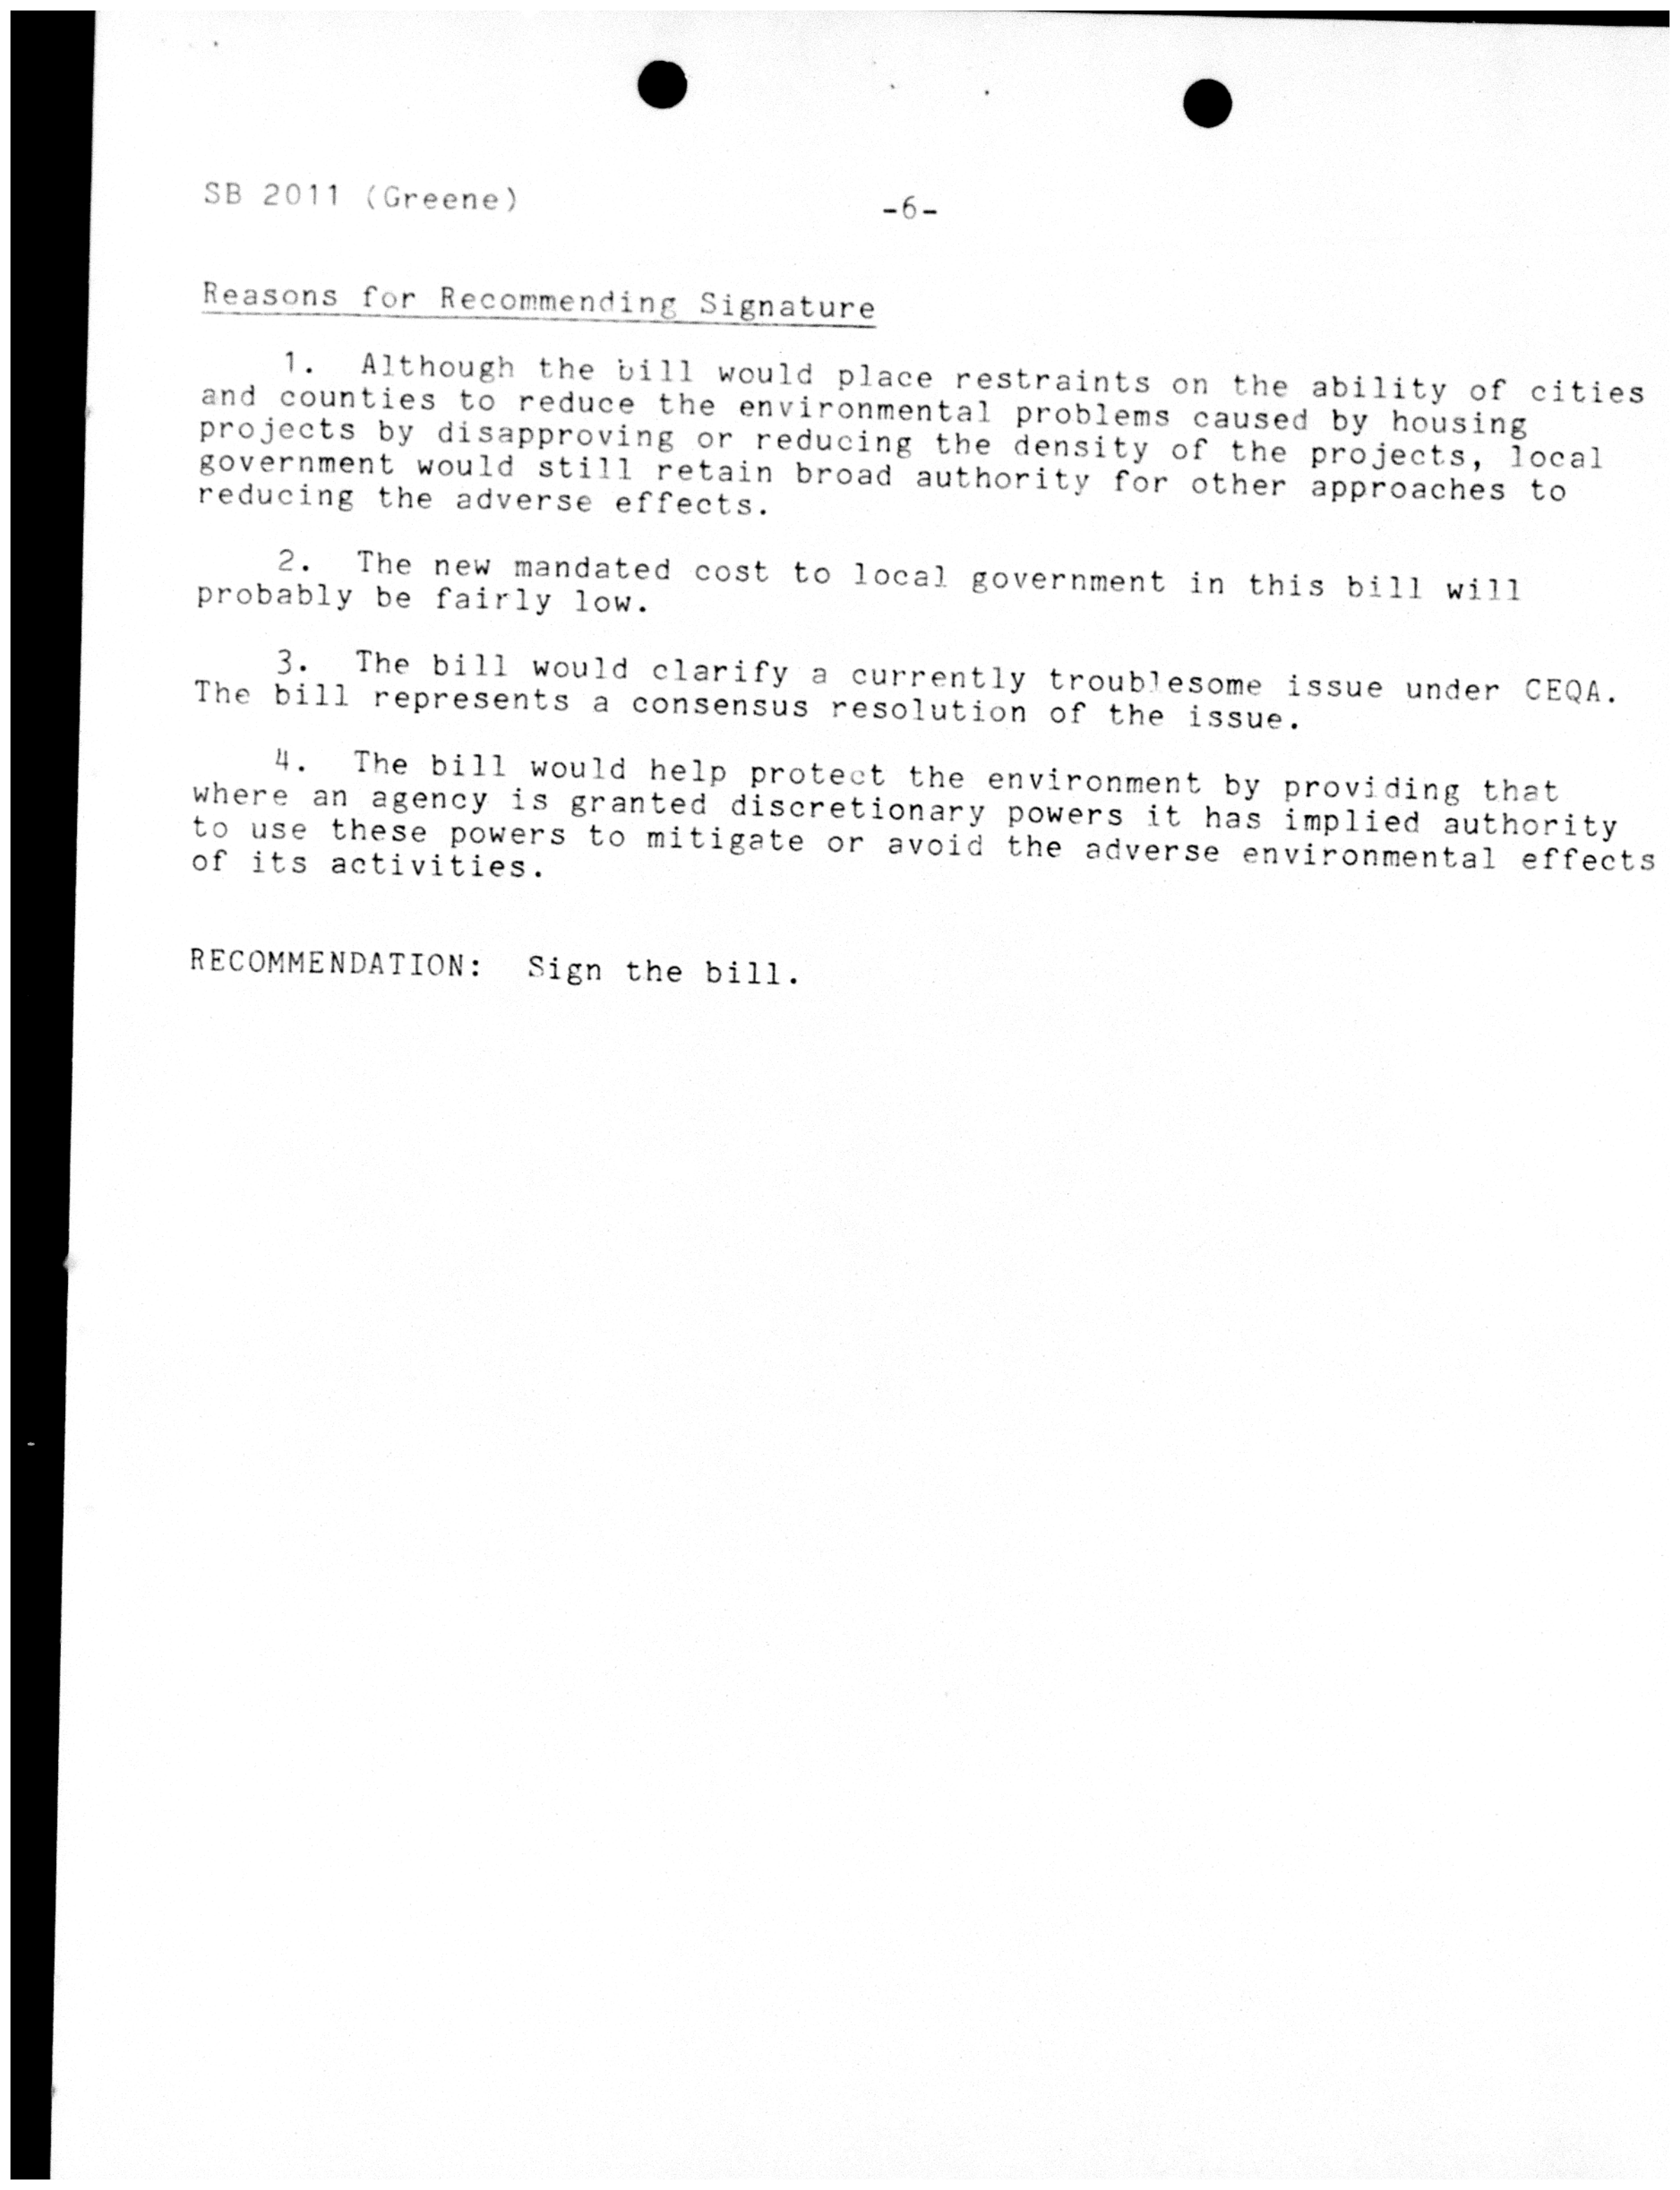 SB 2011 (Greene)
-6-
Reasons for Recommending Signature
1. Although the bill would place restraints on the ability of cities
and counties to reduce the environmental problems caused by housing
projects by disapproving or reducing the density of the projects, local
government would still retain broad authority for other approaches to
reducing the adverse effects.
2. The new mandated cost to local government in this bill will
probably be fairly low.
3. The bill would clarify a currently troublesome issue under CEQA.
The bill represents a consensus resolution of the issue.
4. The bill would help protect the environment by providing that
where an agency is granted discretionary powers it has implied authority
to use these powers to mitigate or avoid the adverse environmental effects
of its activities.
RECOMMENDATION: Sign the bill.